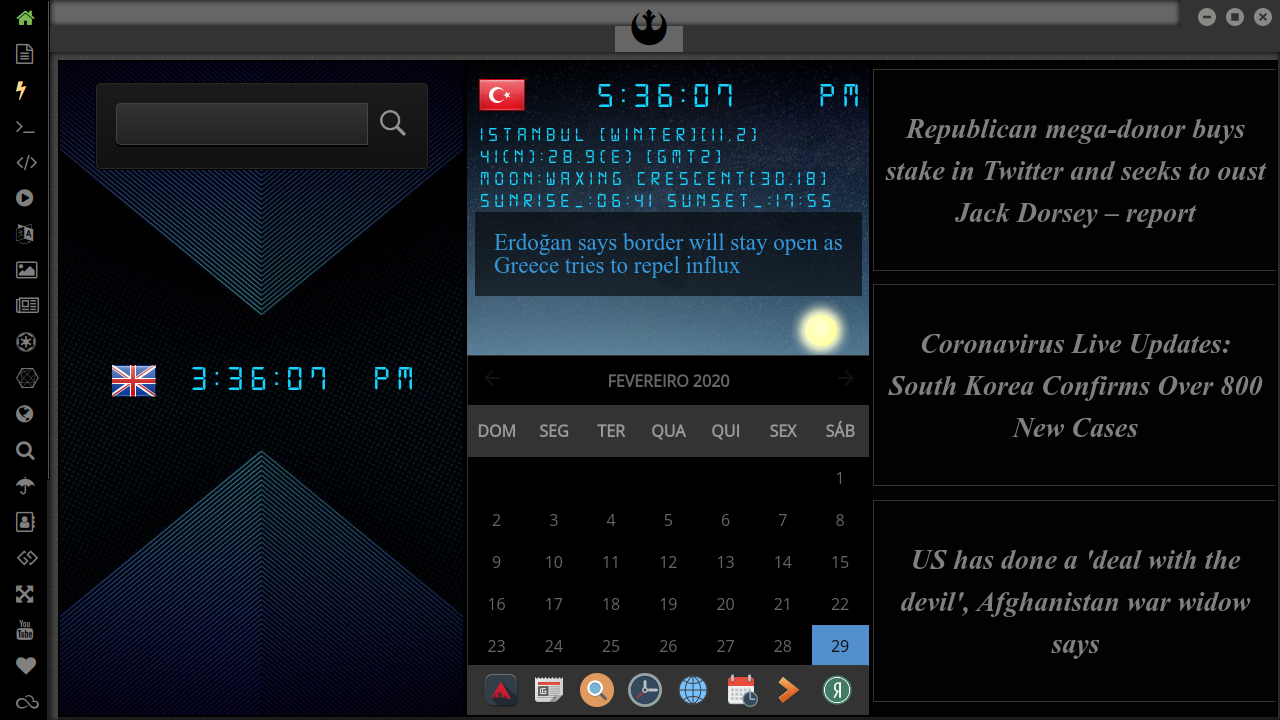 5:36:07 PM
ISTANBUL [WINTER][11.2]
41(N):28.9(E) [GMT2]
MOON:WAXING CRESCENT[30.18]
SUNRISE_:06:41 SUNSET_:17:55
Erdoğan says border will stay open as
Greece tries to repel influx
3:36:07 PM
FEVEREIRO 2020
DOM SEG TER QUA QUI SEX SÁB
1
2 3 4 5 6 7 8
9 10 11 12 13 14 15
16 17 18 19 20 21 22
23 24 25 26 27 28 29
Republican mega-donor buys
stake in Twitter and seeks to oust
Jack Dorsey – report
Coronavirus Live Updates:
South Korea Confirms Over 800
New Cases
US has done a 'deal with the
devil', Afghanistan war widow
says
You
Tube
Я